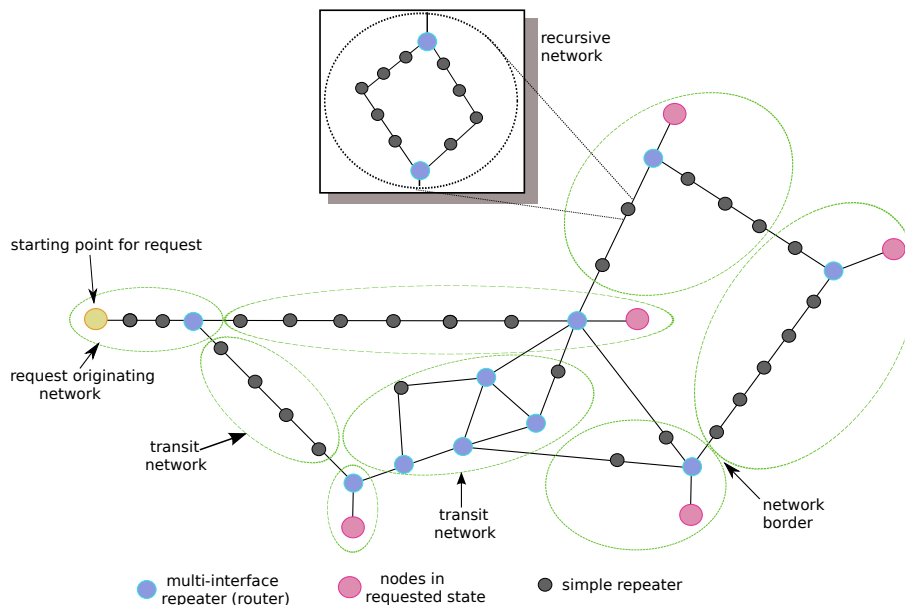 recursive
network
starting point for request
request originating
network
transit
network
transit
network
network
border
multi-interface
repeater (router)
nodes in
requested state
simple repeater